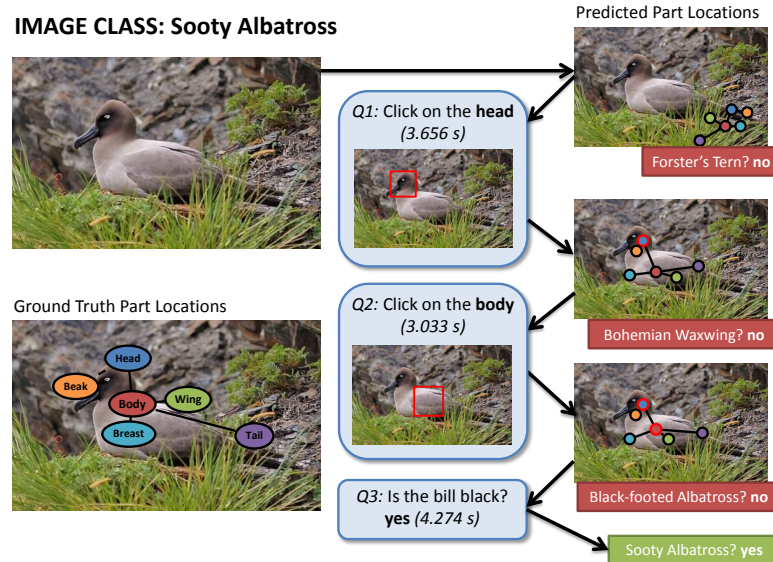 IMAGE CLASS: Sooty Albatross
Predicted Part Locations
Q1: Click on the head
(3.656 s)
Forster's Tern? no
Bohemian Waxwing? no
Q2: Click on the body
(3.033 s)
Ground Truth Part Locations
Head
Beak
Wing
Body
Breast
Tail
Black-footed Albatross? no
Q3: Is the bill black?
yes (4.274 s)
Sooty Albatross? yes